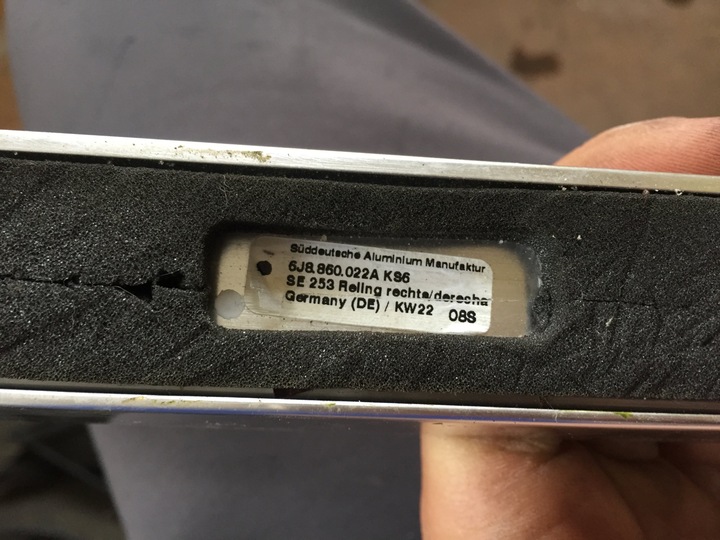 Süddeutsche Aluminium Manufaktur
6J8.860.022A KS6
SE 253 Reling rechts/derecha
Germany (DE) / KW22 08S